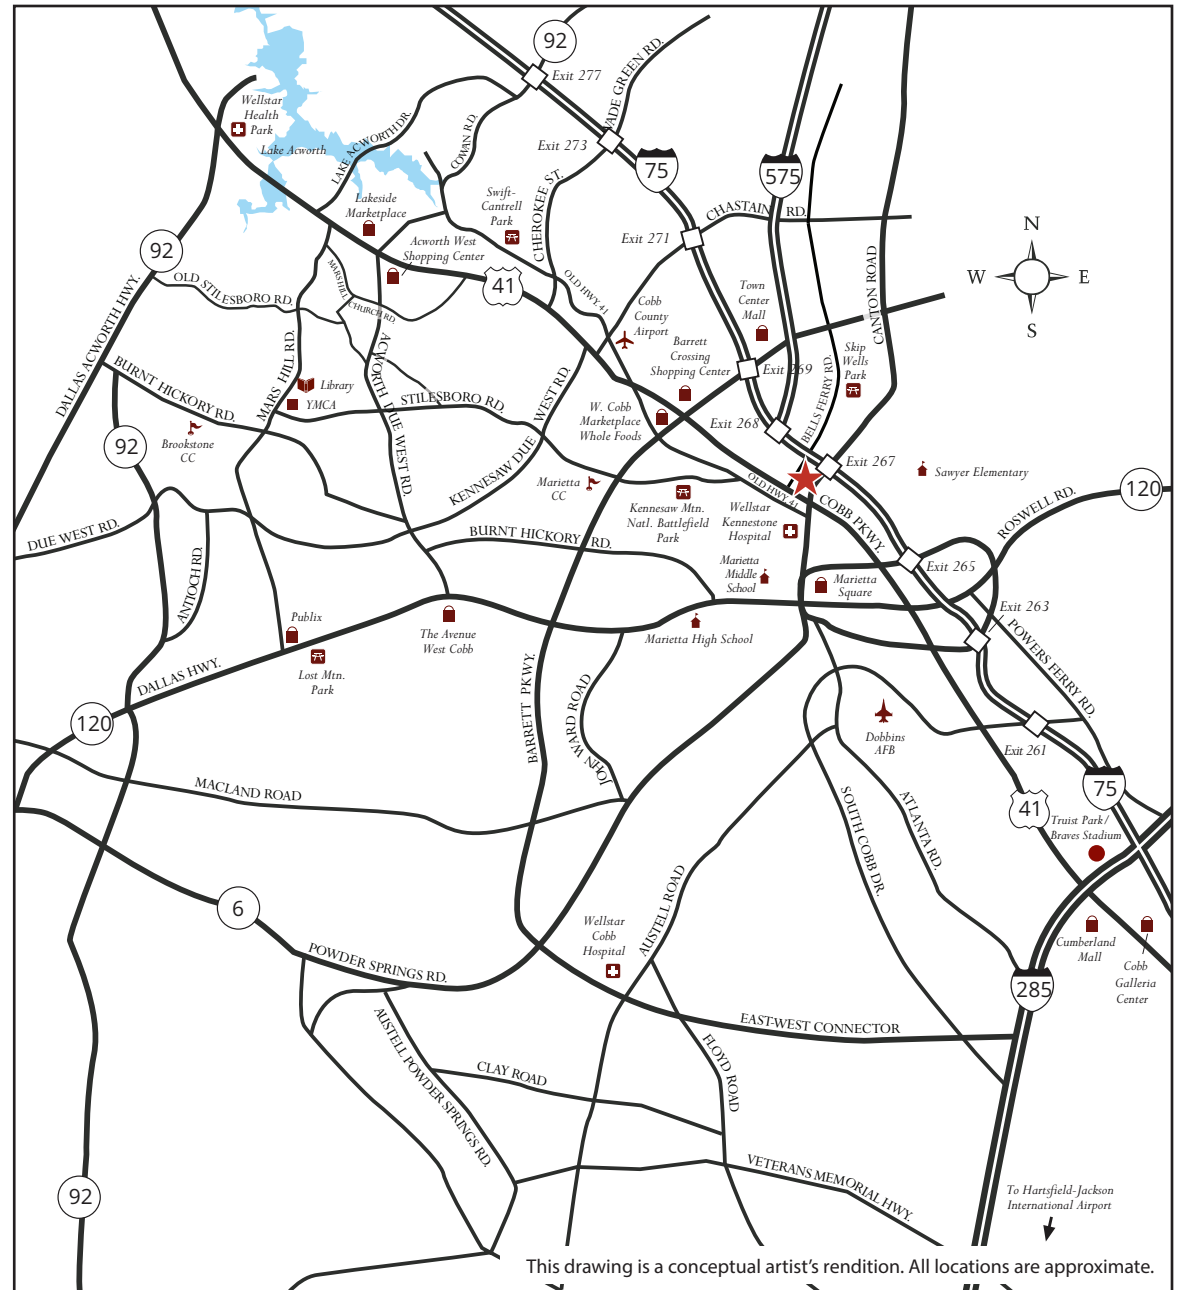 92
Exit 277
WADE GREEN RD.
Wellstar
Health
Park
Lake Acworth
LAKE ACWORTH DR.
COWAN RD.
Exit 273
75
575
Lakeside
Marketplace
Swift-
Cantrell
Park
CHEROKEE ST.
CHASTAIN RD.
Exit 271
N
W
E
S
92
Acworth West
Shopping Center
41
OLD HWY 41
OLD STILESBORO RD.
MARS HILL
CHURCH RD.
Cobb
County
Airport
Town
Center
Mall
CANTON ROAD
DALLAS ACWORTH HWY.
BURNT HICKORY RD.
MARS HILL RD.
ACWORTH DUE WEST RD.
Barrett
Crossing
Shopping Center
Exit 269
Skip
Wells
Park
BELLS FERRY RD.
Library
YMCA
STILESBORO RD.
KENNESAW DUE WEST RD.
W. Cobb
Marketplace
Whole Foods
Exit 268
92
Brookstone
CC
Marietta
CC
Exit 267
Sawyer Elementary
OLD HWY 41
COBB PKWY.
ROSWELL RD.
120
Kennesaw Mtn.
Natl. Battlefield
Park
Wellstar
Kennestone
Hospital
DUE WEST RD.
ANTIOCH RD.
BURNT HICKORY RD.
Marietta
Middle
School
Marietta
Square
Exit 265
Exit 263
POWERS FERRY RD.
Publix
The Avenue
West Cobb
Marietta High School
Lost Mtn.
Park
DALLAS HWY.
120
BARRETT PKWY.
JOHN WARD ROAD
Dobbins
AFB
Exit 261
75
41
MACLAND ROAD
SOUTH COBB DR.
ATLANTA RD.
Truist Park/
Braves Stadium
6
POWDER SPRINGS RD.
Wellstar
Cobb
Hospital
AUSTELL ROAD
Cumberland
Mall
Cobb
Galleria
Center
285
EAST-WEST CONNECTOR
AUSTELL POWDER SPRINGS RD.
CLAY ROAD
FLOYD ROAD
VETERANS MEMORIAL HWY.
92
To Hartsfield-Jackson
International Airport
This drawing is a conceptual artist's rendition. All locations are approximate.